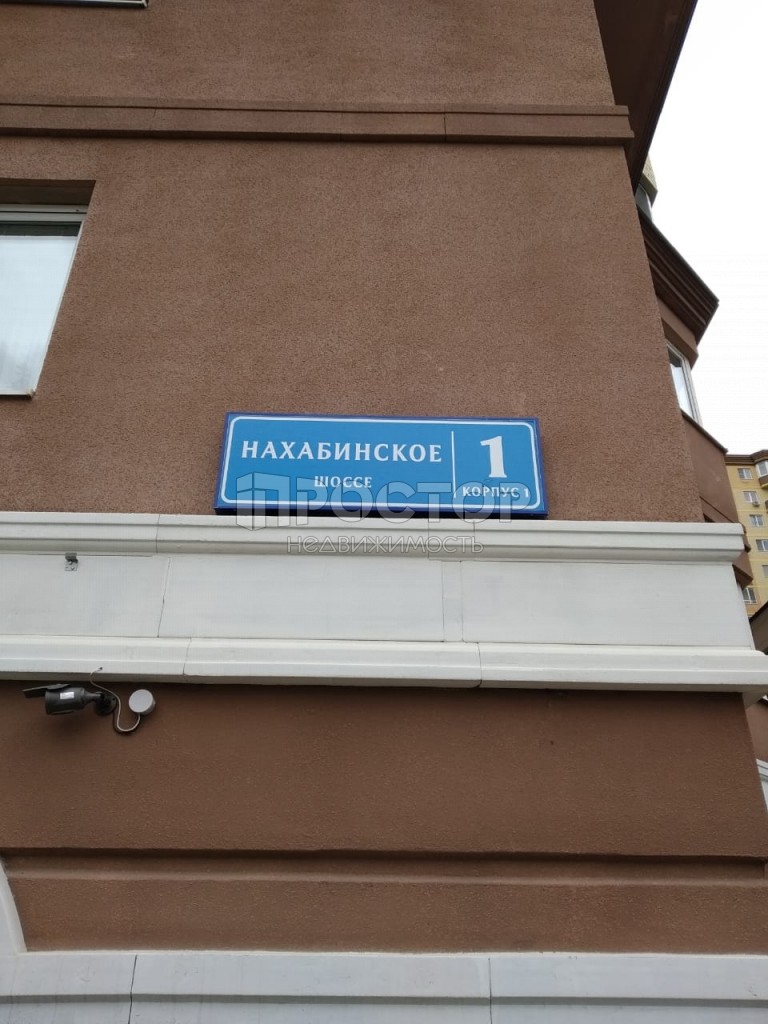 НАХАБИНСКОЕ
ШОССЕ
1
КОРПУС 1
ПРОСТОР
НЕДВИЖИМОСТЬ